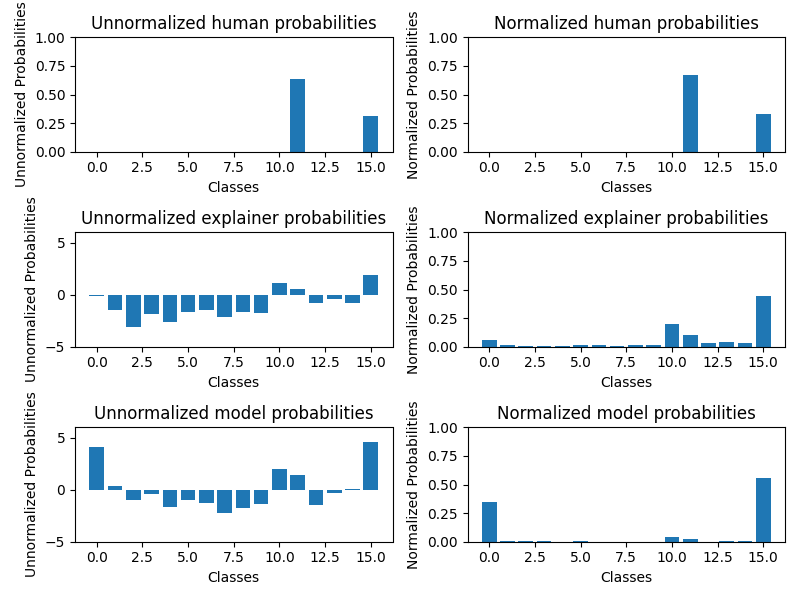 Unnormalized human probabilities
Unnormalized Probabilities
1.00
0.75
0.50
0.25
0.00
0.0 2.5 5.0 7.5 10.0 12.5 15.0
Classes
Normalized human probabilities
Normalized Probabilities
1.00
0.75
0.50
0.25
0.00
0.0 2.5 5.0 7.5 10.0 12.5 15.0
Classes
Unnormalized explainer probabilities
Unnormalized Probabilities
5
0
−5
0.0 2.5 5.0 7.5 10.0 12.5 15.0
Classes
Normalized explainer probabilities
Normalized Probabilities
1.00
0.75
0.50
0.25
0.00
0.0 2.5 5.0 7.5 10.0 12.5 15.0
Classes
Unnormalized model probabilities
Unnormalized Probabilities
5
0
−5
0.0 2.5 5.0 7.5 10.0 12.5 15.0
Classes
Normalized model probabilities
Normalized Probabilities
1.00
0.75
0.50
0.25
0.00
0.0 2.5 5.0 7.5 10.0 12.5 15.0
Classes